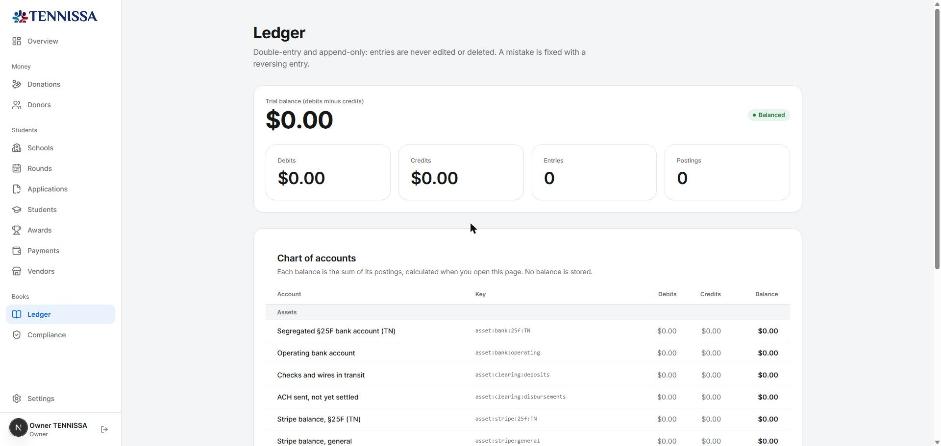 TENNISSA
Overview
Money
Donations
Donors
Students
Schools
Rounds
Applications
Students
Awards
Payments
Vendors
Books
Ledger
Compliance
Settings
N
Owner TENNISSA
Owner
Ledger
Double-entry and append-only: entries are never edited or deleted. A mistake is fixed with a
reversing entry.
Trial balance (debits minus credits)
$0.00
Balanced
Debits
$0.00
Credits
$0.00
Entries
0
Postings
0
Chart of accounts
Each balance is the sum of its postings, calculated when you open this page. No balance is stored.
Account Key Debits Credits Balance
Assets
Segregated §25F bank account (TN) asset:bank:25f:TN $0.00 $0.00 $0.00
Operating bank account asset:bank:operating $0.00 $0.00 $0.00
Checks and wires in transit asset:clearing:deposits $0.00 $0.00 $0.00
ACH sent, not yet settled asset:clearing:disbursements $0.00 $0.00 $0.00
Stripe balance, §25F (TN) asset:stripe:25f:TN $0.00 $0.00 $0.00
Stripe balance, general asset:stripe:general $0.00 $0.00 $0.00